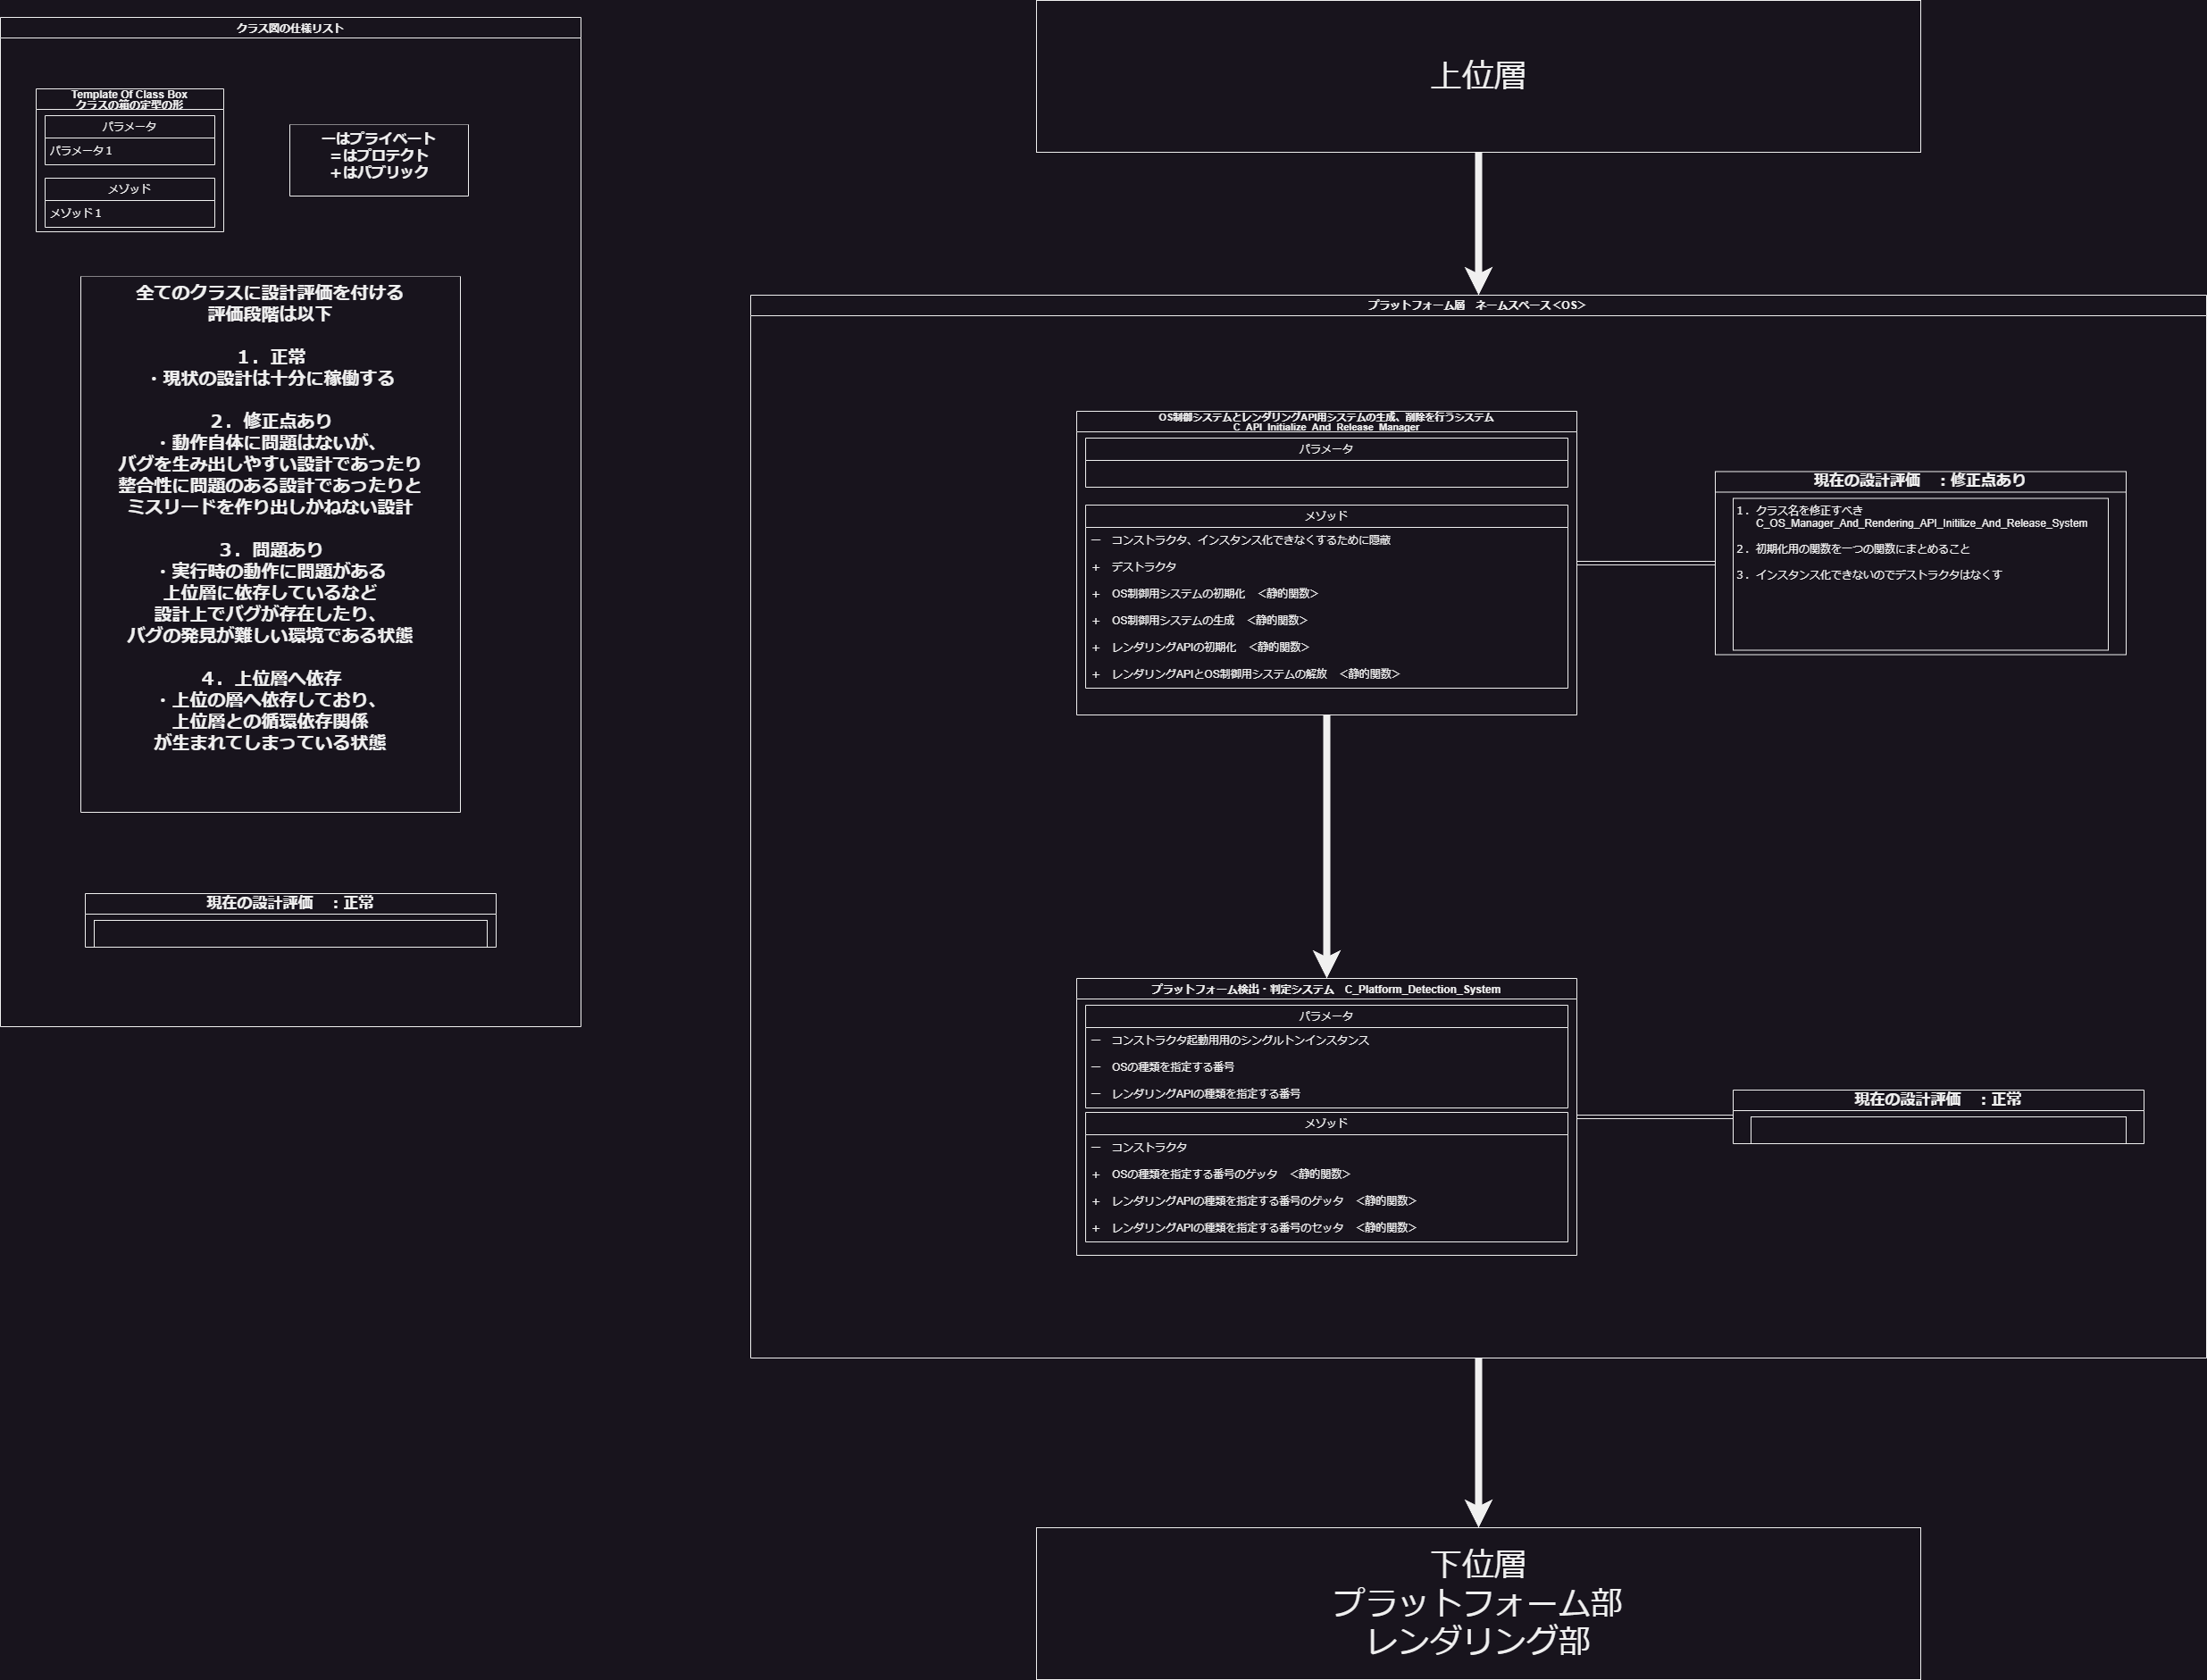 クラス図の仕様リスト
Template Of Class Box
クラスの箱の定型の形
パラメータ
パラメータ１
メゾッド
メゾッド１
ーはプライベート
＝はプロテクト
＋はパブリック
全てのクラスに設計評価を付ける
評価段階は以下
１．正常
・現状の設計は十分に稼働する
２．修正点あり
・動作自体に問題はないが、
バグを生み出しやすい設計であったり
整合性に問題のある設計であったりと
ミスリードを作り出しかねない設計
３．問題あり
・実行時の動作に問題がある
上位層に依存しているなど
設計上でバグが存在したり、
バグの発見が難しい環境である状態
４．上位層へ依存
・上位の層へ依存しており、
上位層との循環依存関係
が生まれてしまっている状態
現在の設計評価　：正常
上位層
プラットフォーム層　ネームスペース＜OS＞
OS制御システムとレンダリングAPI用システムの生成、削除を行うシステム
C_API_Initialize_And_Release_Manager
パラメータ
メゾッド
ー　コンストラクタ、インスタンス化できなくするために隠蔽
＋　デストラクタ
＋　OS制御用システムの初期化　＜静的関数＞
＋　OS制御用システムの生成　＜静的関数＞
＋　レンダリングAPIの初期化　＜静的関数＞
＋　レンダリングAPIとOS制御用システムの解放　＜静的関数＞
現在の設計評価　：修正点あり
１．クラス名を修正すべき
C_OS_Manager_And_Rendering_API_Initilize_And_Release_System
２．初期化用の関数を一つの関数にまとめること
３．インスタンス化できないのでデストラクタはなくす
プラットフォーム検出・判定システム　C_Platform_Detection_System
パラメータ
ー　コンストラクタ起動用用のシングルトンインスタンス
ー　OSの種類を指定する番号
ー　レンダリングAPIの種類を指定する番号
メゾッド
ー　コンストラクタ
＋　OSの種類を指定する番号のゲッタ　＜静的関数＞
＋　レンダリングAPIの種類を指定する番号のゲッタ　＜静的関数＞
＋　レンダリングAPIの種類を指定する番号のセッタ　＜静的関数＞
現在の設計評価　：正常
下位層
プラットフォーム部
レンダリング部